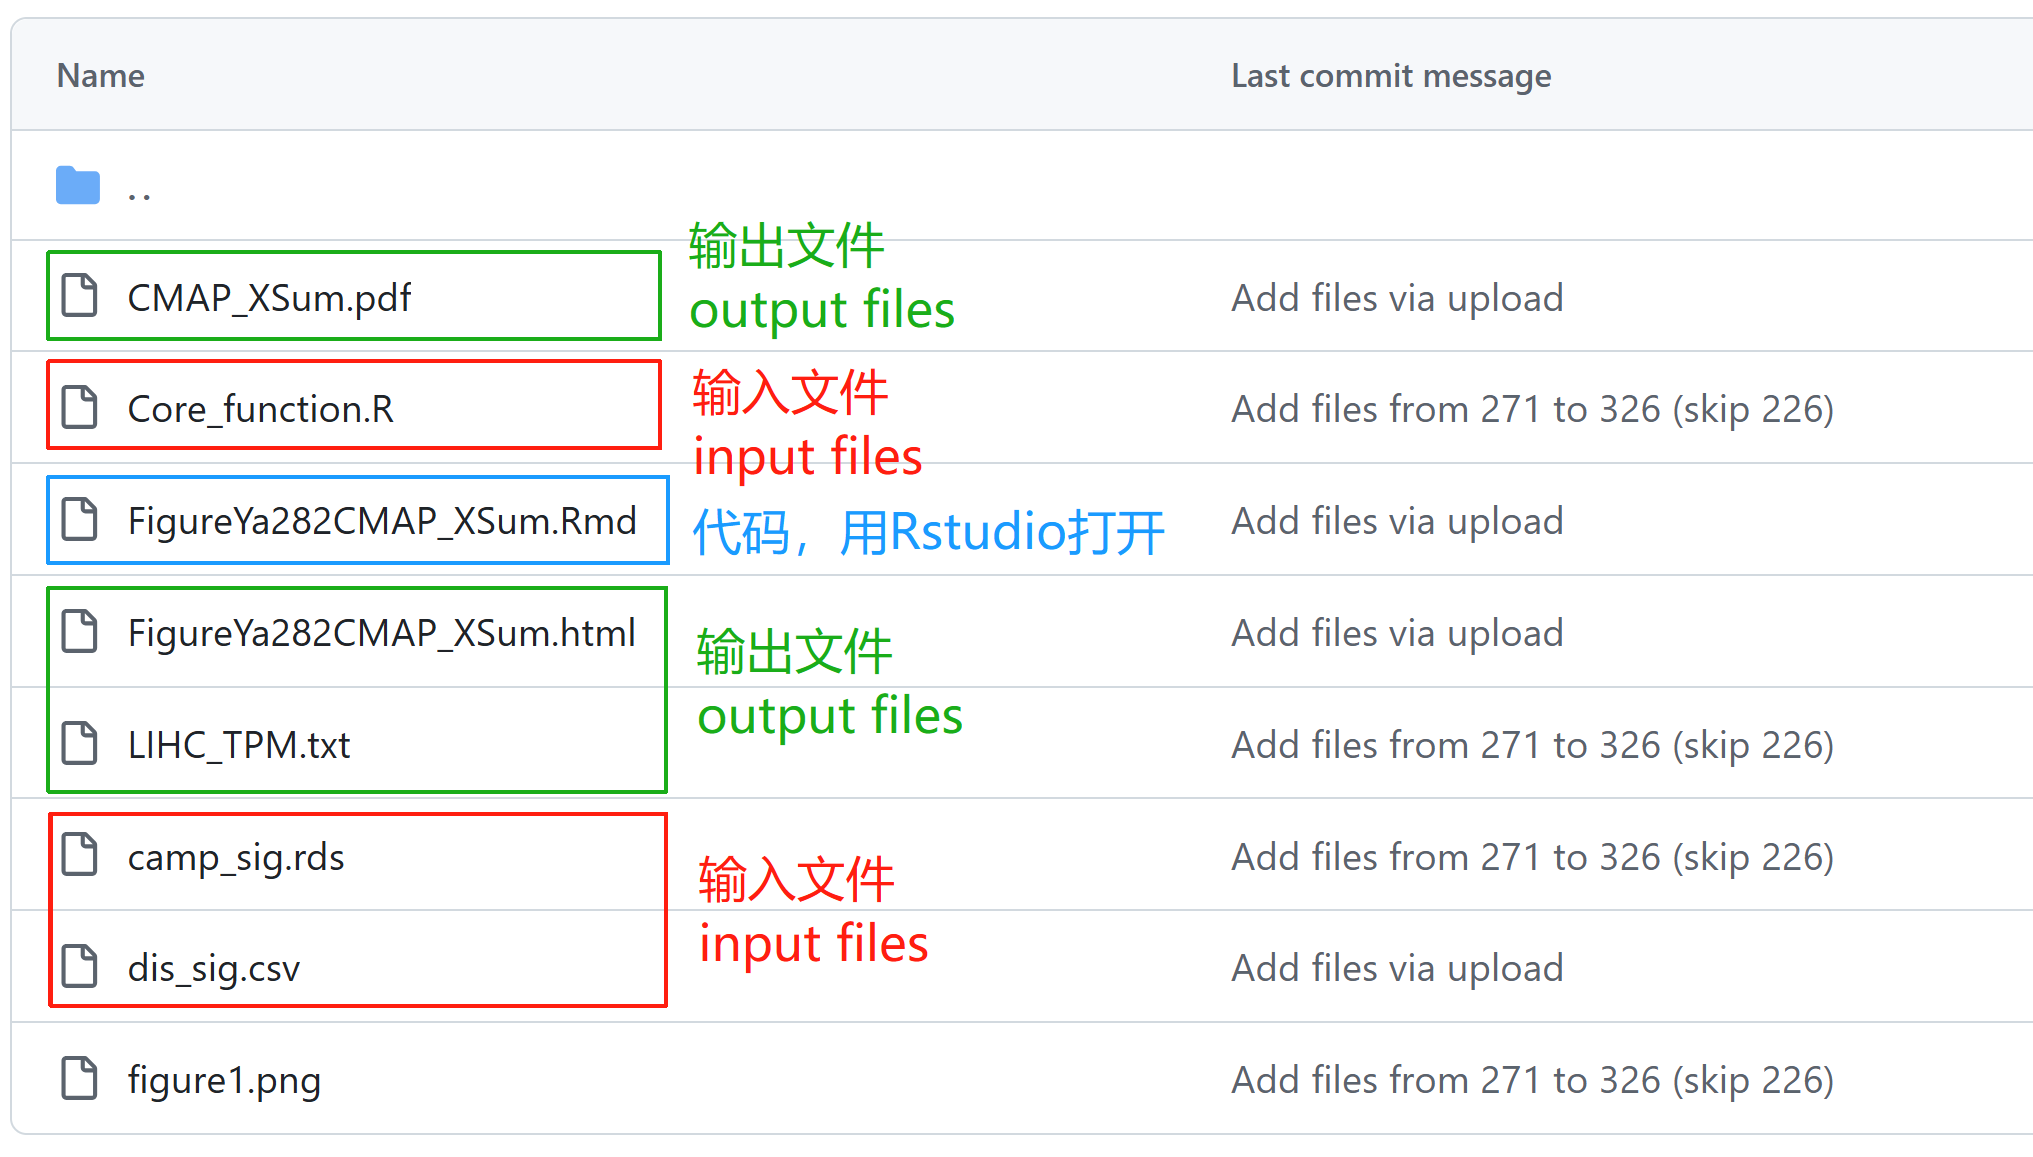 Name Last commit message
..
输出文件
CMAP_XSum.pdf output files Add files via upload
输入文件
Core_function.R Add files from 271 to 326 (skip 226)
input files
FigureYa282CMAP_XSum.Rmd 代码，用Rstudio打开 Add files via upload
FigureYa282CMAP_XSum.html 输出文件 Add files via upload
output files
LIHC_TPM.txt Add files from 271 to 326 (skip 226)
camp_sig.rds 输入文件 Add files from 271 to 326 (skip 226)
input files
dis_sig.csv Add files via upload
figure1.png Add files from 271 to 326 (skip 226)